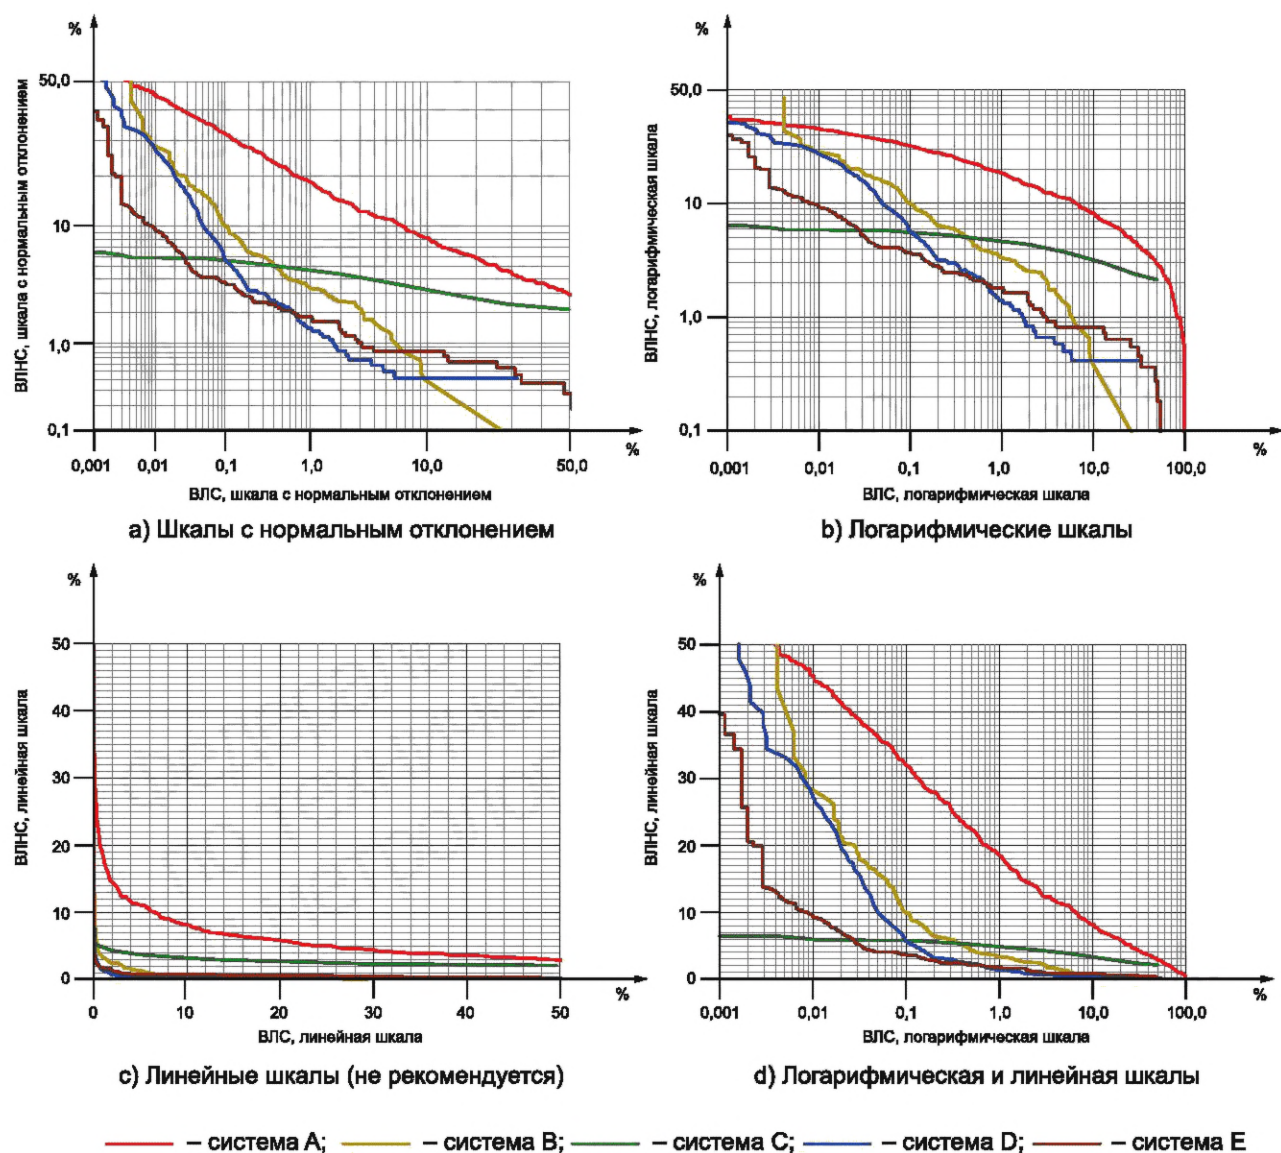 %
ВЛНС, шкала с нормальным отклонением
50,0
10
1,0
0,1
0,001 0,01 0,1 1,0 10,0 50,0
%
ВЛС, шкала с нормальным отклонением
a) Шкалы с нормальным отклонением
%
ВЛНС, логарифмическая шкала
50,0
10
1,0
0,1
0,001 0,01 0,1 1,0 10,0 100,0
%
ВЛС, логарифмическая шкала
b) Логарифмические шкалы
%
ВЛНС, линейная шкала
50
40
30
20
10
0
0 10 20 30 40 50
%
ВЛС, линейная шкала
c) Линейные шкалы (не рекомендуется)
%
ВЛНС, линейная шкала
50
40
30
20
10
0
0,001 0,01 0,1 1,0 10,0 100,0
%
ВЛС, логарифмическая шкала
d) Логарифмическая и линейная шкалы
– система A; – система B; – система C; – система D; – система E